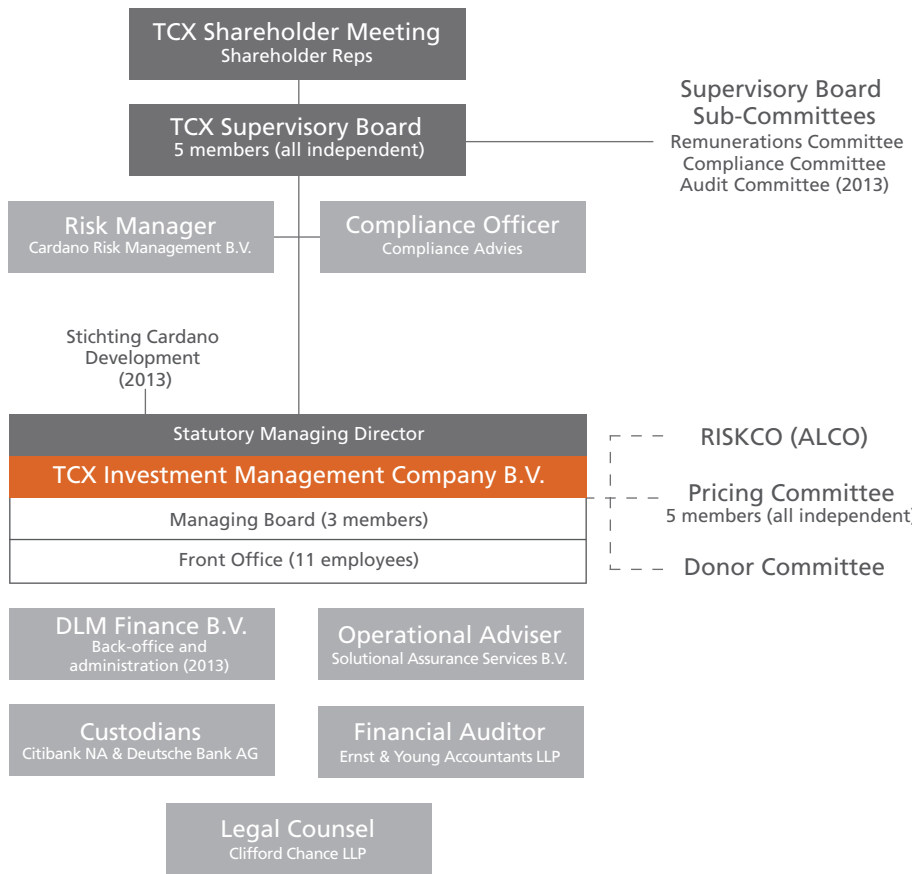 TCX Shareholder Meeting
Shareholder Reps
TCX Supervisory Board
5 members (all independent)
Supervisory Board
Sub-Committees
Remunerations Committee
Compliance Committee
Audit Committee (2013)
Risk Manager
Cardano Risk Management B.V.
Compliance Officer
Compliance Advies
Stichting Cardano
Development
(2013)
Statutory Managing Director
TCX Investment Management Company B.V.
Managing Board (3 members)
Front Office (11 employees)
RISKCO (ALCO)
Pricing Committee
5 members (all independent)
Donor Committee
DLM Finance B.V.
Back-office and
administration (2013)
Operational Adviser
Solutional Assurance Services B.V.
Custodians
Citibank NA & Deutsche Bank AG
Financial Auditor
Ernst & Young Accountants LLP
Legal Counsel
Clifford Chance LLP